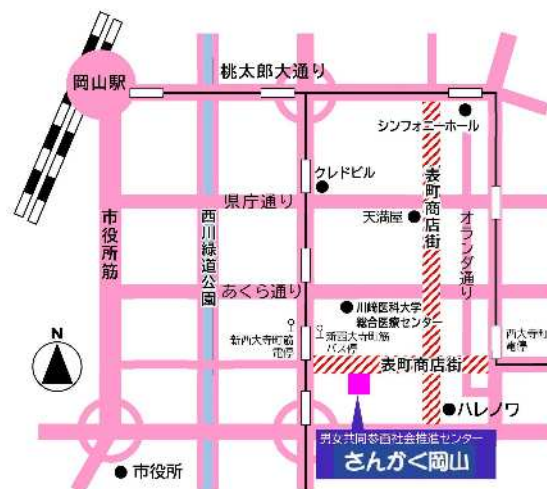 桃太郎大通り
岡山駅
シンフォニーホール
クレドビル
表町商店街
県庁通り
天満屋
市役所筋
西川緑道公園
オランダ通り
あくら通り
川崎医科大学
総合医療センター
新西大寺町筋
電停
新西大寺町筋
バス停
西大寺町
電停
N
表町商店街
ハレノワ
男女共同参画社会推進センター
さんかく岡山
市役所